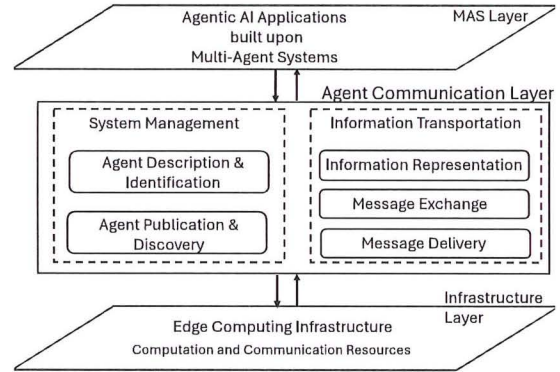 Agentic AI Applications
built upon
Multi-Agent Systems
MAS Layer
Agent Communication Layer
System Management
Agent Description &
Identification
Agent Publication &
Discovery
Information Transportation
Information Representation
Message Exchange
Message Delivery
Infrastructure
Layer
Edge Computing Infrastructure
Computation and Communication Resources